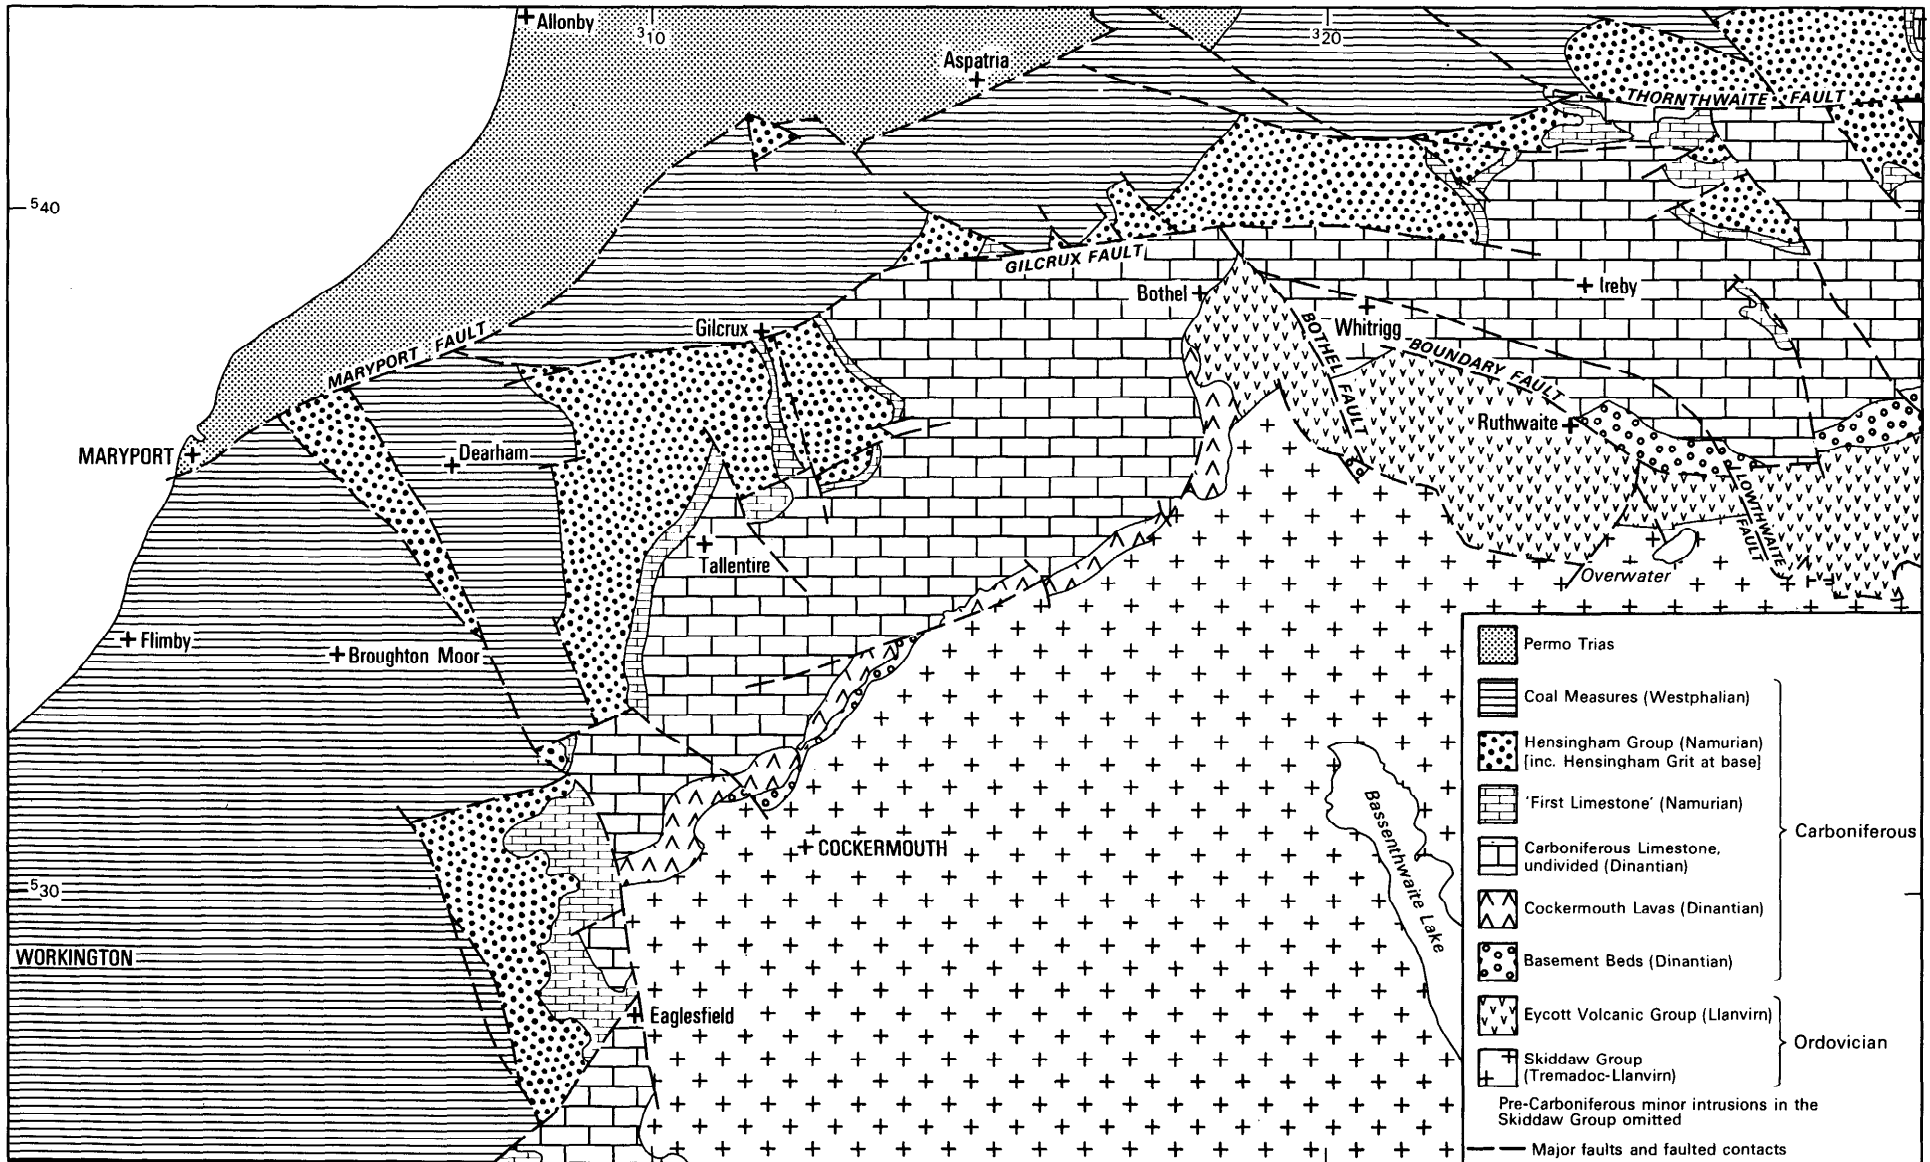 Allonby
310
320
Aspatria
THORNTHWAITE FAULT
540
GILCRUX FAULT
Bothel
Ireby
Whitrigg
Gilcrux
MARYPORT FAULT
BOTHEL FAULT
BOUNDARY FAULT
Ruthwaite
MARYPORT
Dearham
LOWTHWAITE
FAULT
Tallentire
Overwater
Flimby
Broughton Moor
COCKERMOUTH
Bassenthwaite Lake
530
WORKINGTON
Eaglesfield
Permo Trias
Coal Measures (Westphalian)
Hensingham Group (Namurian)
[inc. Hensingham Grit at base]
'First Limestone' (Namurian)
Carboniferous
Carboniferous Limestone,
undivided (Dinantian)
Cockermouth Lavas (Dinantian)
Basement Beds (Dinantian)
Eycott Volcanic Group (Llanvirn)
Ordovician
Skiddaw Group
(Tremadoc-Llanvirn)
Pre-Carboniferous minor intrusions in the
Skiddaw Group omitted
Major faults and faulted contacts